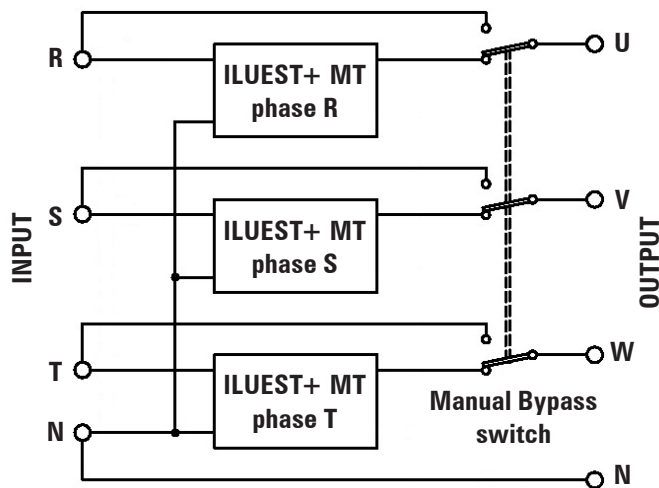 R
ILUEST+ MT
phase R
U
S
ILUEST+ MT
phase S
V
INPUT
OUTPUT
T
ILUEST+ MT
phase T
W
N
Manual Bypass
switch
N